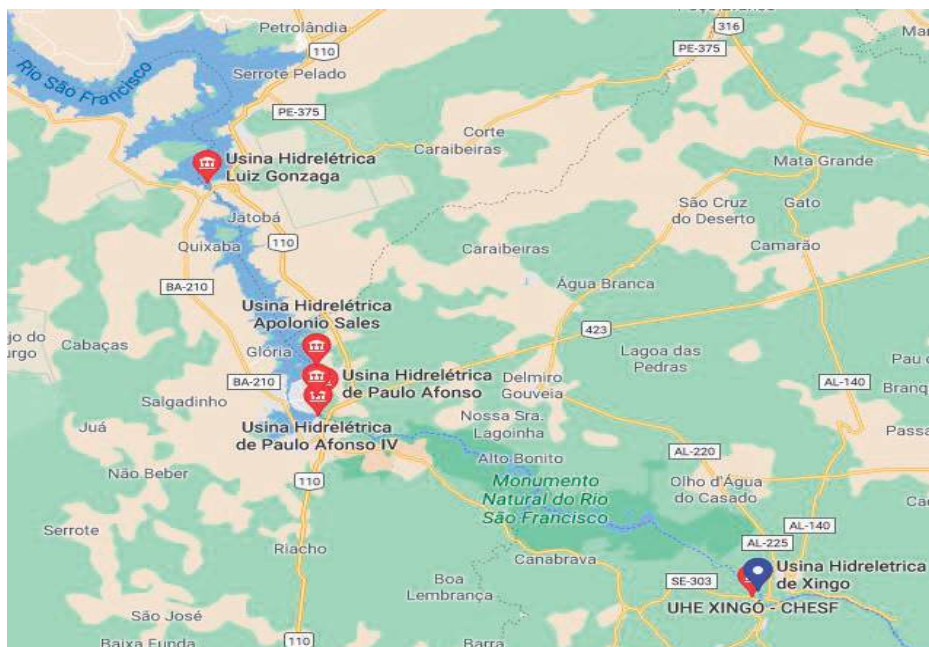 Petrolândia
316
110
PE-375
Rio São Francisco
Serrote Pelado
PE-375
Corte
Caraibeiras
Usina Hidrelétrica
Luiz Gonzaga
Mata Grande
Jatobá
São Cruz
do Deserto
Gato
Quixaba
110
Caraibeiras
Camarão
BA-210
Água Branca
Usina Hidrelétrica
Apolonio Sales
423
Cabaças
Glória
Lagoa das
Pedras
BA-210
Usina Hidrelétrica
de Paulo Afonso
Delmiro
Gouveia
AL-140
Salgadinho
Juá
Usina Hidrelétrica
de Paulo Afonso IV
Nossa Sra.
Lagoinha
Alto Bonito
AL-220
Não Beber
110
Monumento
Natural do Rio
São Francisco
Olho d'Água
do Casado
Serrote
AL-140
Riacho
AL-225
Canabrava
SE-303
Usina Hidreletrica
de Xingo
Boa
Lembrança
UHE XINGÓ - CHESF
São José
110
Baixa Funda
Barra